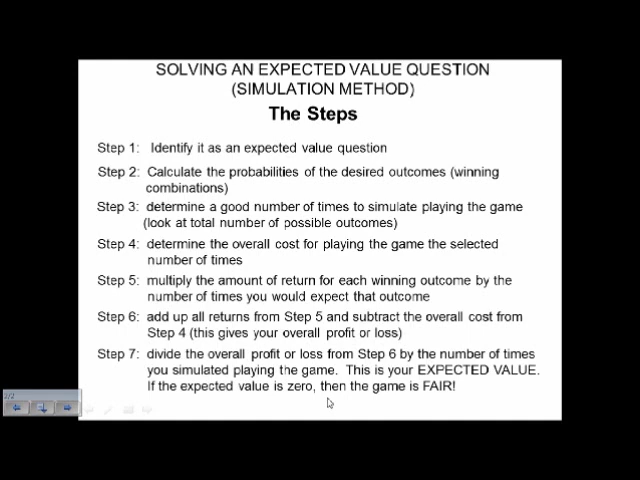 SOLVING AN EXPECTED VALUE QUESTION
(SIMULATION METHOD)
The Steps
Step 1: Identify it as an expected value question
Step 2: Calculate the probabilities of the desired outcomes (winning
combinations)
Step 3: determine a good number of times to simulate playing the game
(look at total number of possible outcomes)
Step 4: determine the overall cost for playing the game the selected
number of times
Step 5: multiply the amount of return for each winning outcome by the
number of times you would expect that outcome
Step 6: add up all returns from Step 5 and subtract the overall cost from
Step 4 (this gives your overall profit or loss)
Step 7: divide the overall profit or loss from Step 6 by the number of times
you simulated playing the game. This is your EXPECTED VALUE.
If the expected value is zero, then the game is FAIR!
2/2